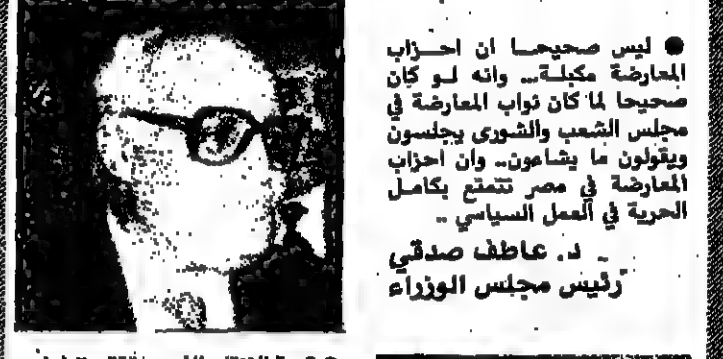 ● ليس صحيحا ان احزاب
المعارضة مكبلة... وانه لو كان
صحيحا لما كان نواب المعارضة في
مجلس الشعب والشورى يجلسون
ويقولون ما يشاءون.. وان احزاب
المعارضة في مصر تتمتع بكامل
الحرية في العمل السياسي ..
د. عاطف صدقي
رئيس مجلس الوزراء